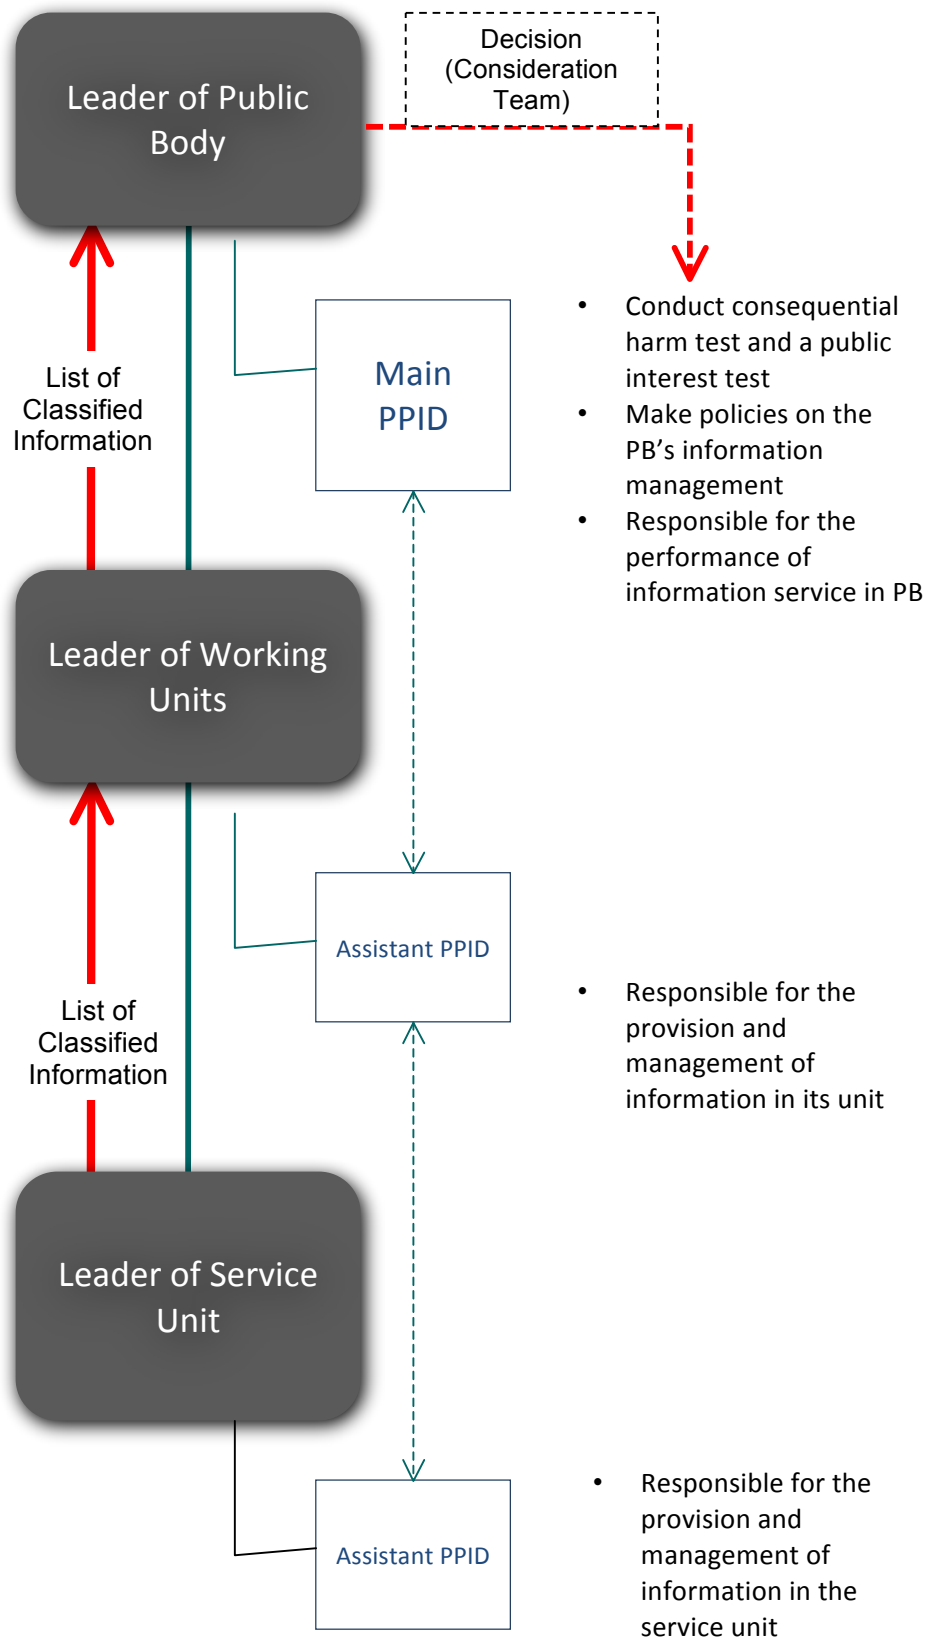 Decision
(Consideration
Team)
Leader of Public
Body
• Conduct consequential
harm test and a public
interest test
• Make policies on the
PB’s information
management
• Responsible for the
performance of
information service in PB
Main
PPID
List of
Classified
Information
Leader of Working
Units
Assistant PPID
• Responsible for the
provision and
management of
information in its unit
List of
Classified
Information
Leader of Service
Unit
Assistant PPID
• Responsible for the
provision and
management of
information in the
service unit